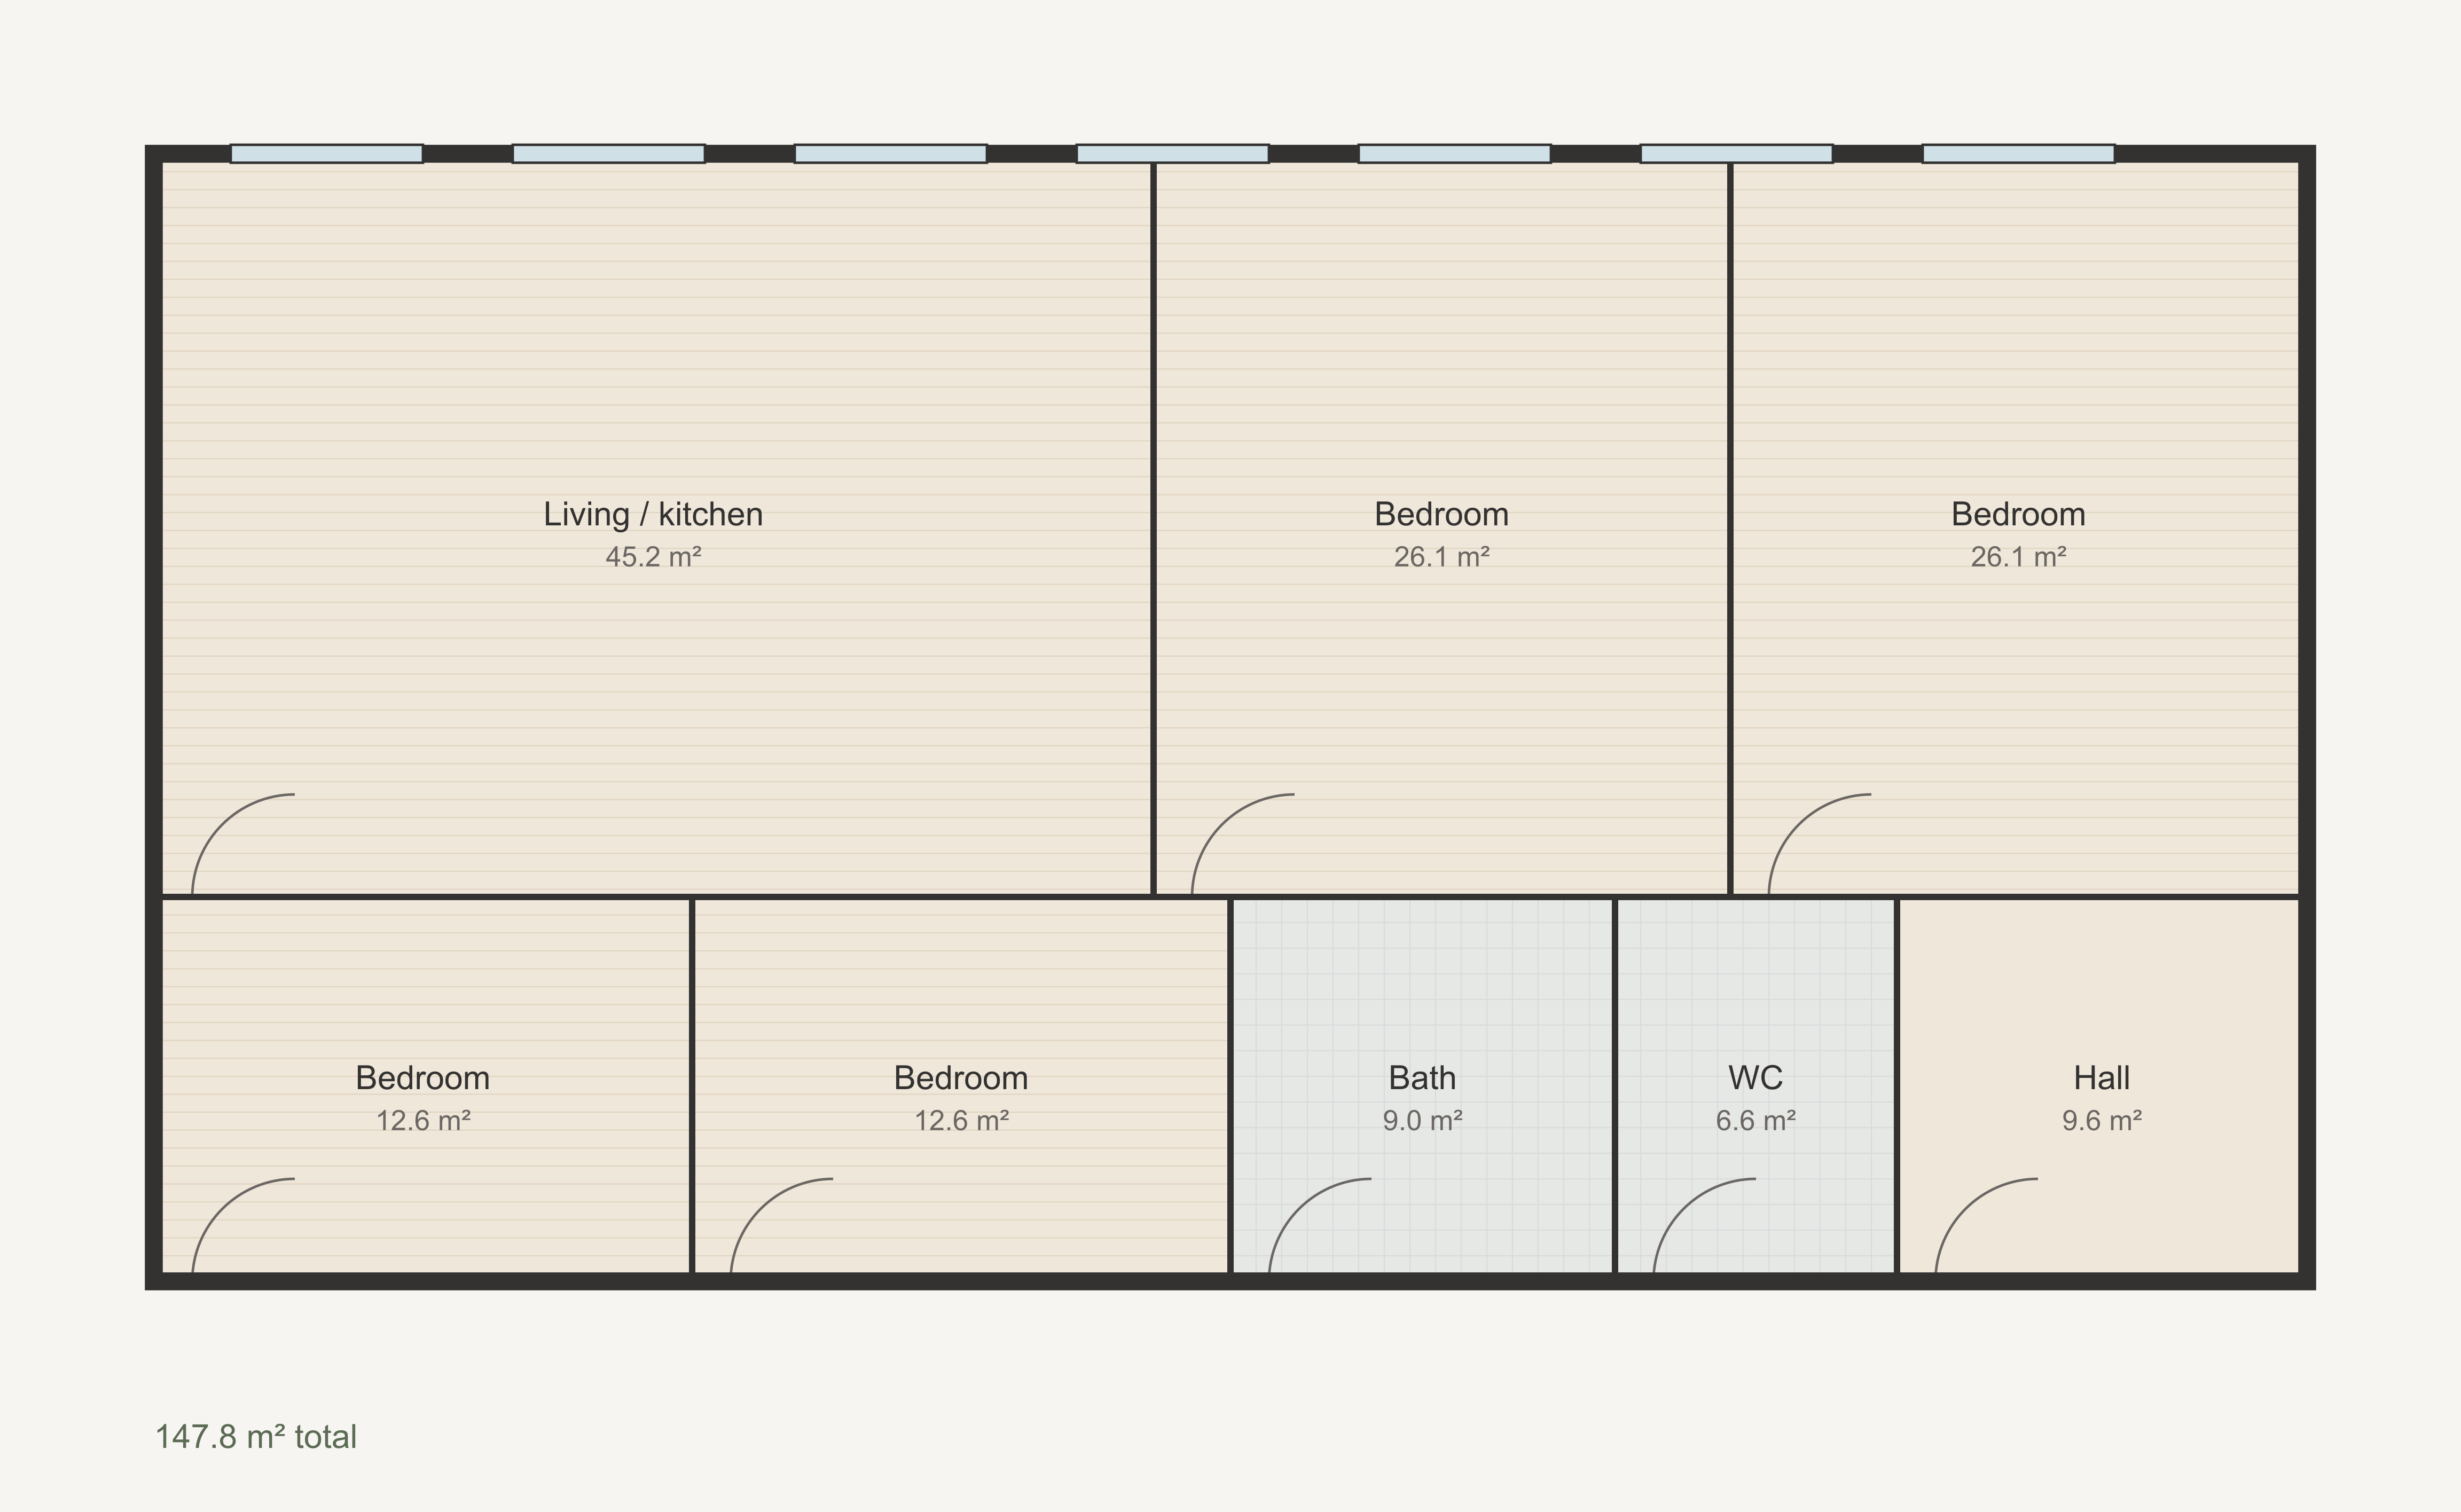 Living / kitchen
45.2 m²
Bedroom
26.1 m²
Bedroom
26.1 m²
Bedroom
12.6 m²
Bedroom
12.6 m²
Bath
9.0 m²
WC
6.6 m²
Hall
9.6 m²
147.8 m² total